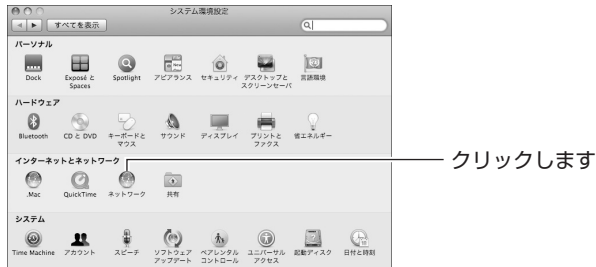 システム環境設定
すべてを表示
パーソナル
Dock
Exposé と
Spaces
Spotlight
アピアランス
セキュリティ
デスクトップと
スクリーンセーバ
言語環境
ハードウェア
Bluetooth
CD と DVD
キーボードと
マウス
サウンド
ディスプレイ
プリントと
ファクス
省エネルギー
インターネットとネットワーク
クリックします
.Mac
QuickTime
ネットワーク
共有
システム
Time Machine
アカウント
スピーチ
ソフトウェア
アップデート
ペアレンタル
コントロール
ユニバーサル
アクセス
起動ディスク
日付と時刻